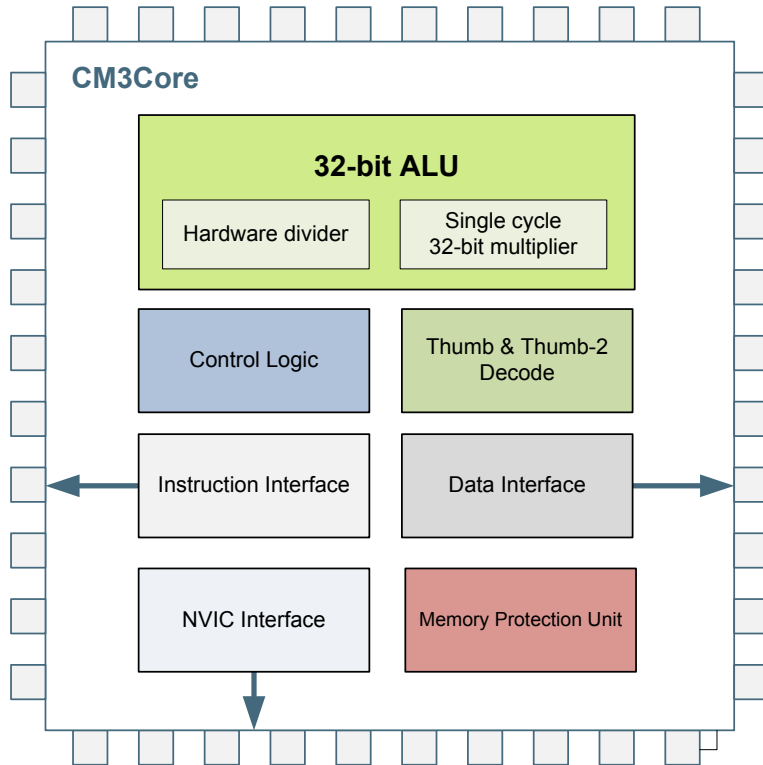 CM3Core
32-bit ALU
Hardware divider
Single cycle
32-bit multiplier
Control Logic
Thumb & Thumb-2
Decode
Instruction Interface
Data Interface
NVIC Interface
Memory Protection Unit